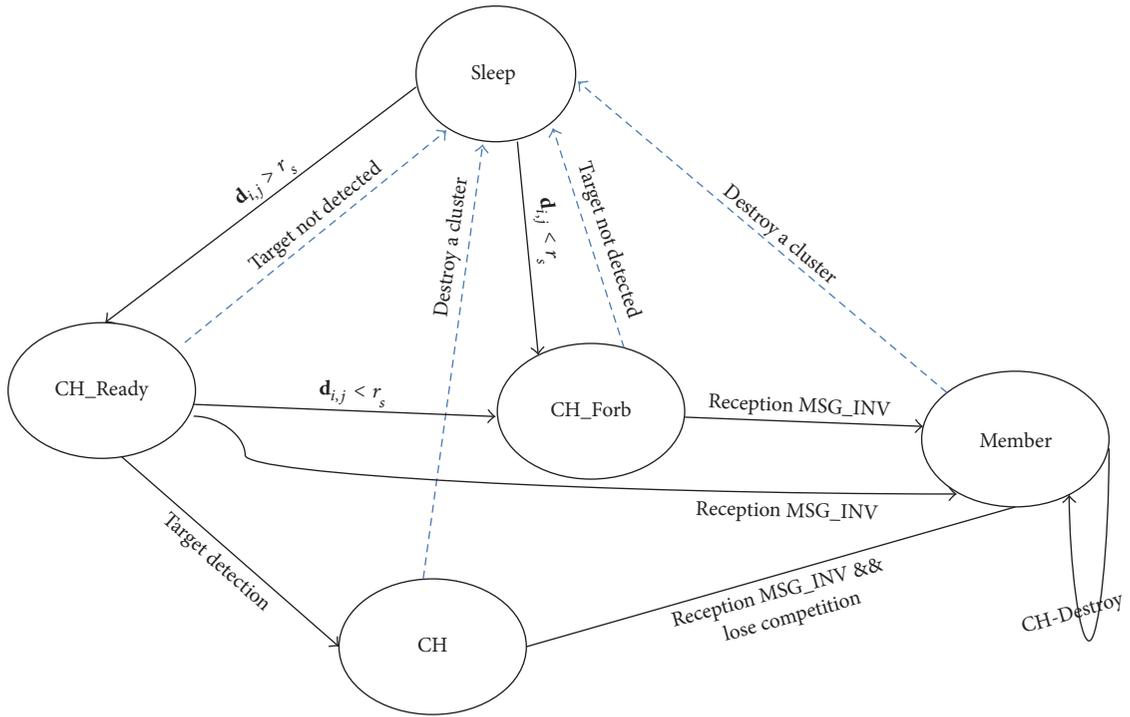 Sleep
d_{i,j} > r_s
Target not detected
Destroy a cluster
d_{i,j} < r_s
Target not detected
Destroy a cluster
CH_Ready
d_{i,j} < r_s
CH_Forb
Reception MSG_INV
Member
Reception MSG_INV
Target detection
CH
Reception MSG_INV &&
lose competition
CH-Destroy